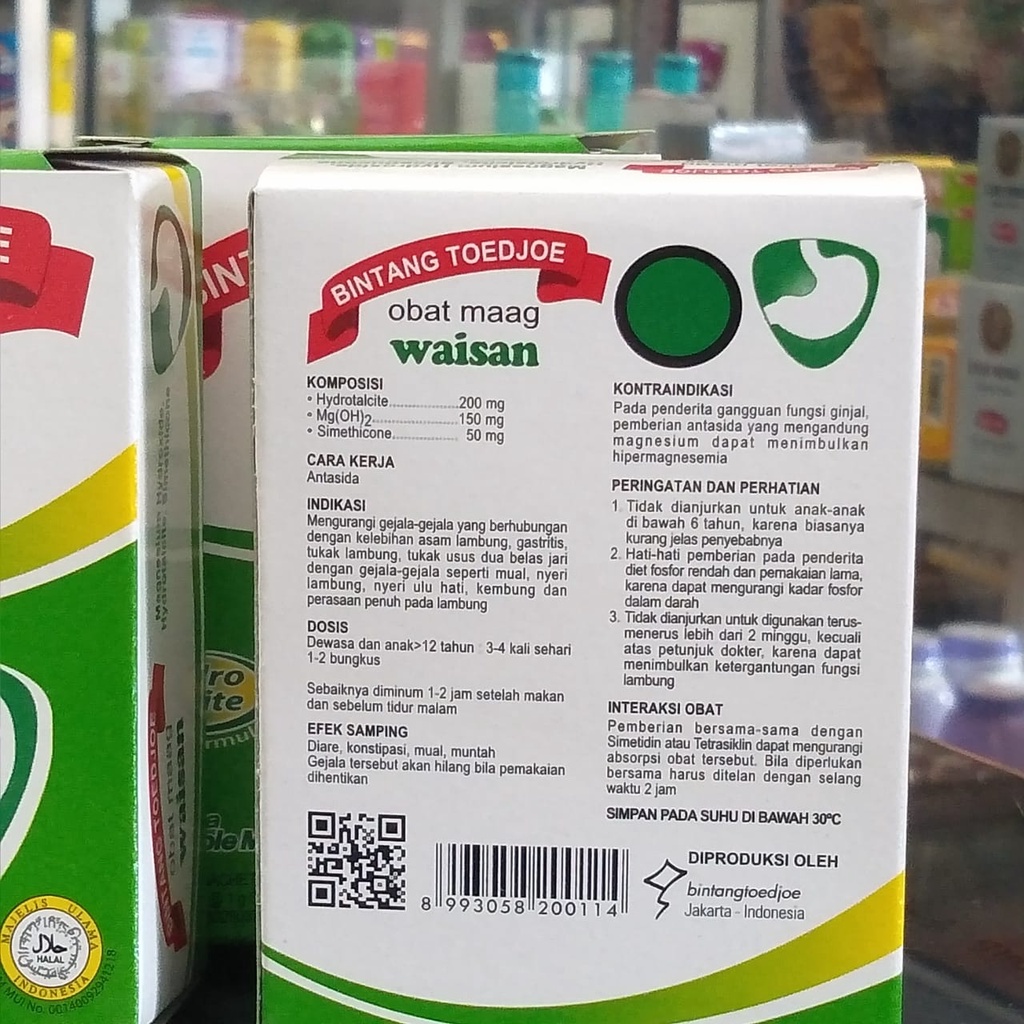 BINTANG TOEDJOE
obat maag
waisan
KOMPOSISI
• Hydrotalcite..................200 mg
• Mg(OH)2...................150 mg
• Simethicone................ 50 mg
CARA KERJA
Antasida
INDIKASI
Mengurangi gejala-gejala yang berhubungan
dengan kelebihan asam lambung, gastritis,
tukak lambung, tukak usus dua belas jari
dengan gejala-gejala seperti mual, nyeri
lambung, nyeri ulu hati, kembung dan
perasaan penuh pada lambung
DOSIS
Dewasa dan anak>12 tahun : 3-4 kali sehari
1-2 bungkus
Sebaiknya diminum 1-2 jam setelah makan
dan sebelum tidur malam
EFEK SAMPING
Diare, konstipasi, mual, muntah
Gejala tersebut akan hilang bila pemakaian
dihentikan
8 993058 200114
KONTRAINDIKASI
Pada penderita gangguan fungsi ginjal,
pemberian antasida yang mengandung
magnesium dapat menimbulkan
hipermagnesemia
PERINGATAN DAN PERHATIAN
1. Tidak dianjurkan untuk anak-anak
di bawah 6 tahun, karena biasanya
kurang jelas penyebabnya
2. Hati-hati pemberian pada penderita
diet fosfor rendah dan pemakaian lama,
karena dapat mengurangi kadar fosfor
dalam darah
3. Tidak dianjurkan untuk digunakan terus-
menerus lebih dari 2 minggu, kecuali
atas petunjuk dokter, karena dapat
menimbulkan ketergantungan fungsi
lambung
INTERAKSI OBAT
Pemberian bersama-sama dengan
Simetidin atau Tetrasiklin dapat mengurangi
absorpsi obat tersebut. Bila diperlukan
bersama harus ditelan dengan selang
waktu 2 jam
SIMPAN PADA SUHU DI BAWAH 30ºC
DIPRODUKSI OLEH
bintangtoedjoe
Jakarta - Indonesia
E
BINT
BINTANG TOEDJOE
obat maag
waisan
MAJELIS ULAMA
حلال
HALAL
INDONESIA